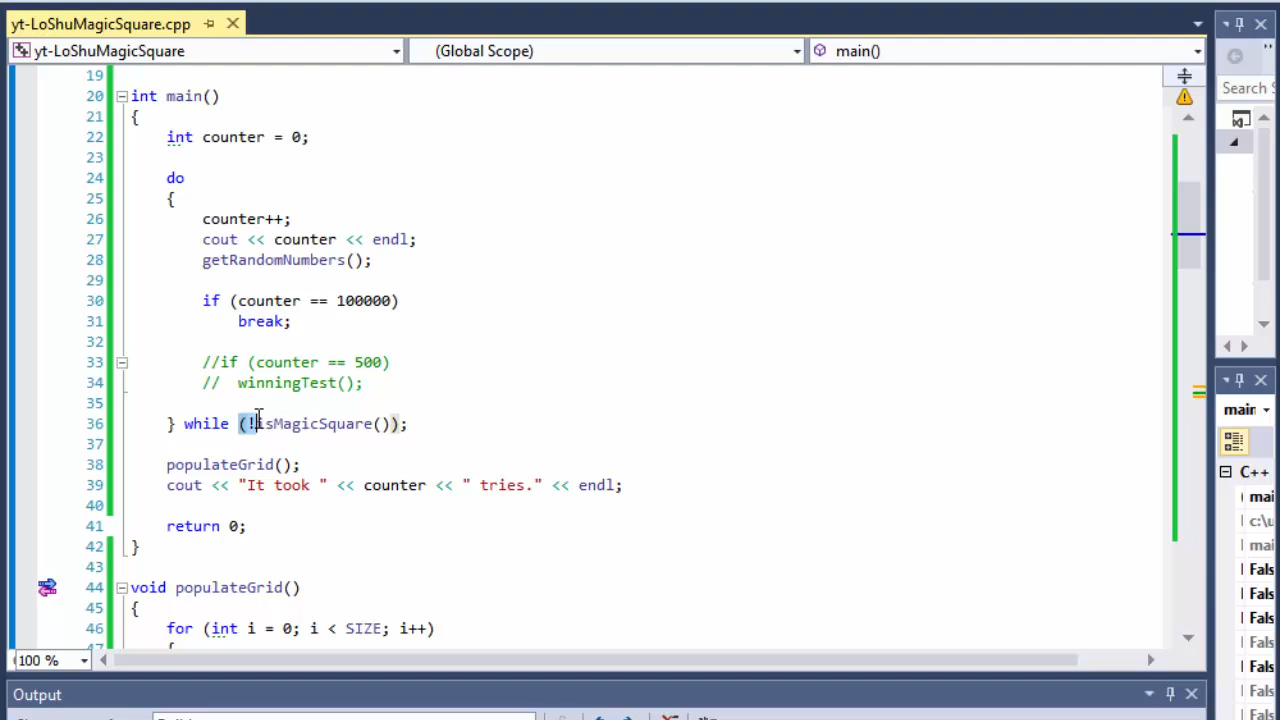 yt-LoShuMagicSquare.cpp
yt-LoShuMagicSquare (Global Scope) main()
19
20 int main()
21 {
22 int counter = 0;
23
24 do
25 {
26 counter++;
27 cout << counter << endl;
28 getRandomNumbers();
29
30 if (counter == 100000)
31 break;
32
33 //if (counter == 500)
34 // winningTest();
35
36 } while (!isMagicSquare());
37
38 populateGrid();
39 cout << "It took " << counter << " tries." << endl;
40
41 return 0;
42 }
43
44 void populateGrid()
45 {
46 for (int i = 0; i < SIZE; i++)
47 {
100 %
Output
Search S
main
C++
mai
c:\u
mai
Fals
Fals
Fals
Fals
Fals
Fals
Fals